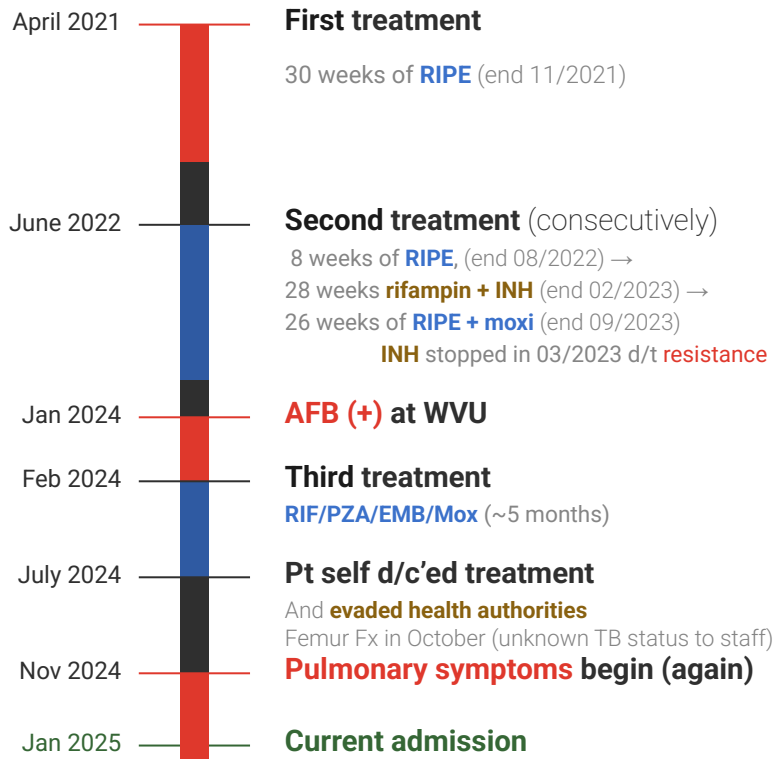 April 2021 First treatment
30 weeks of RIPE (end 11/2021)
June 2022 Second treatment (consecutively)
8 weeks of RIPE, (end 08/2022) →
28 weeks rifampin + INH (end 02/2023) →
26 weeks of RIPE + moxi (end 09/2023)
INH stopped in 03/2023 d/t resistance
Jan 2024 AFB (+) at WVU
Feb 2024 Third treatment
RIF/PZA/EMB/Mox (~5 months)
July 2024 Pt self d/c'ed treatment
And evaded health authorities
Femur Fx in October (unknown TB status to staff)
Nov 2024 Pulmonary symptoms begin (again)
Jan 2025 Current admission